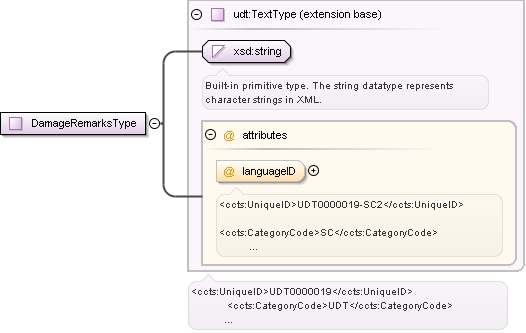 udt:TextType (extension base)
xsd:string
Built-in primitive type. The string datatype represents
character strings in XML.
DamageRemarksType
@ attributes
@ languageID
<ccts:UniqueID>UDT0000019-SC2</ccts:UniqueID>
<ccts:CategoryCode>SC</ccts:CategoryCode>
...
<ccts:UniqueID>UDT0000019</ccts:UniqueID>
<ccts:CategoryCode>UDT</ccts:CategoryCode>
...